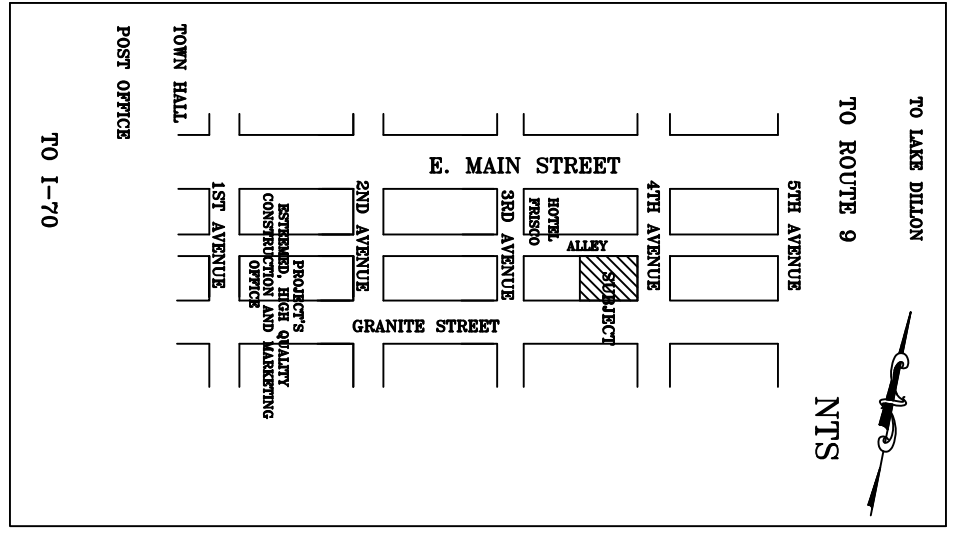 POST OFFICE
TOWN HALL
TO I-70
E. MAIN STREET
1ST AVENUE
2ND AVENUE
3RD AVENUE
4TH AVENUE
5TH AVENUE
TO ROUTE 9
TO LAKE DILLON
HOTEL
FRISCO
ALLEY
SUBJECT
PROJECT'S
ESTEEMED, HIGH QUALITY
CONSTRUCTION AND MARKETING
OFFICE
GRANITE STREET
NTS